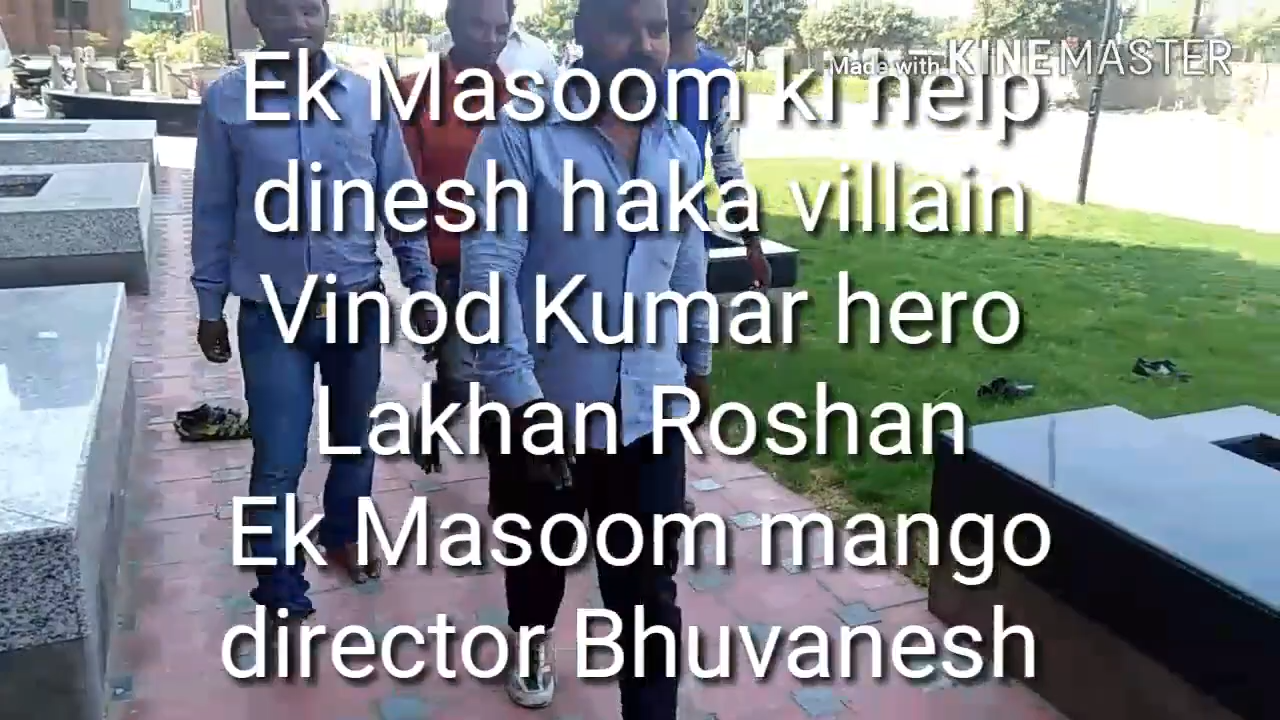 Made with KINEMASTER
Ek Masoom ki help
dinesh haka villain
Vinod Kumar hero
Lakhan Roshan
Ek Masoom mango
director Bhuvanesh